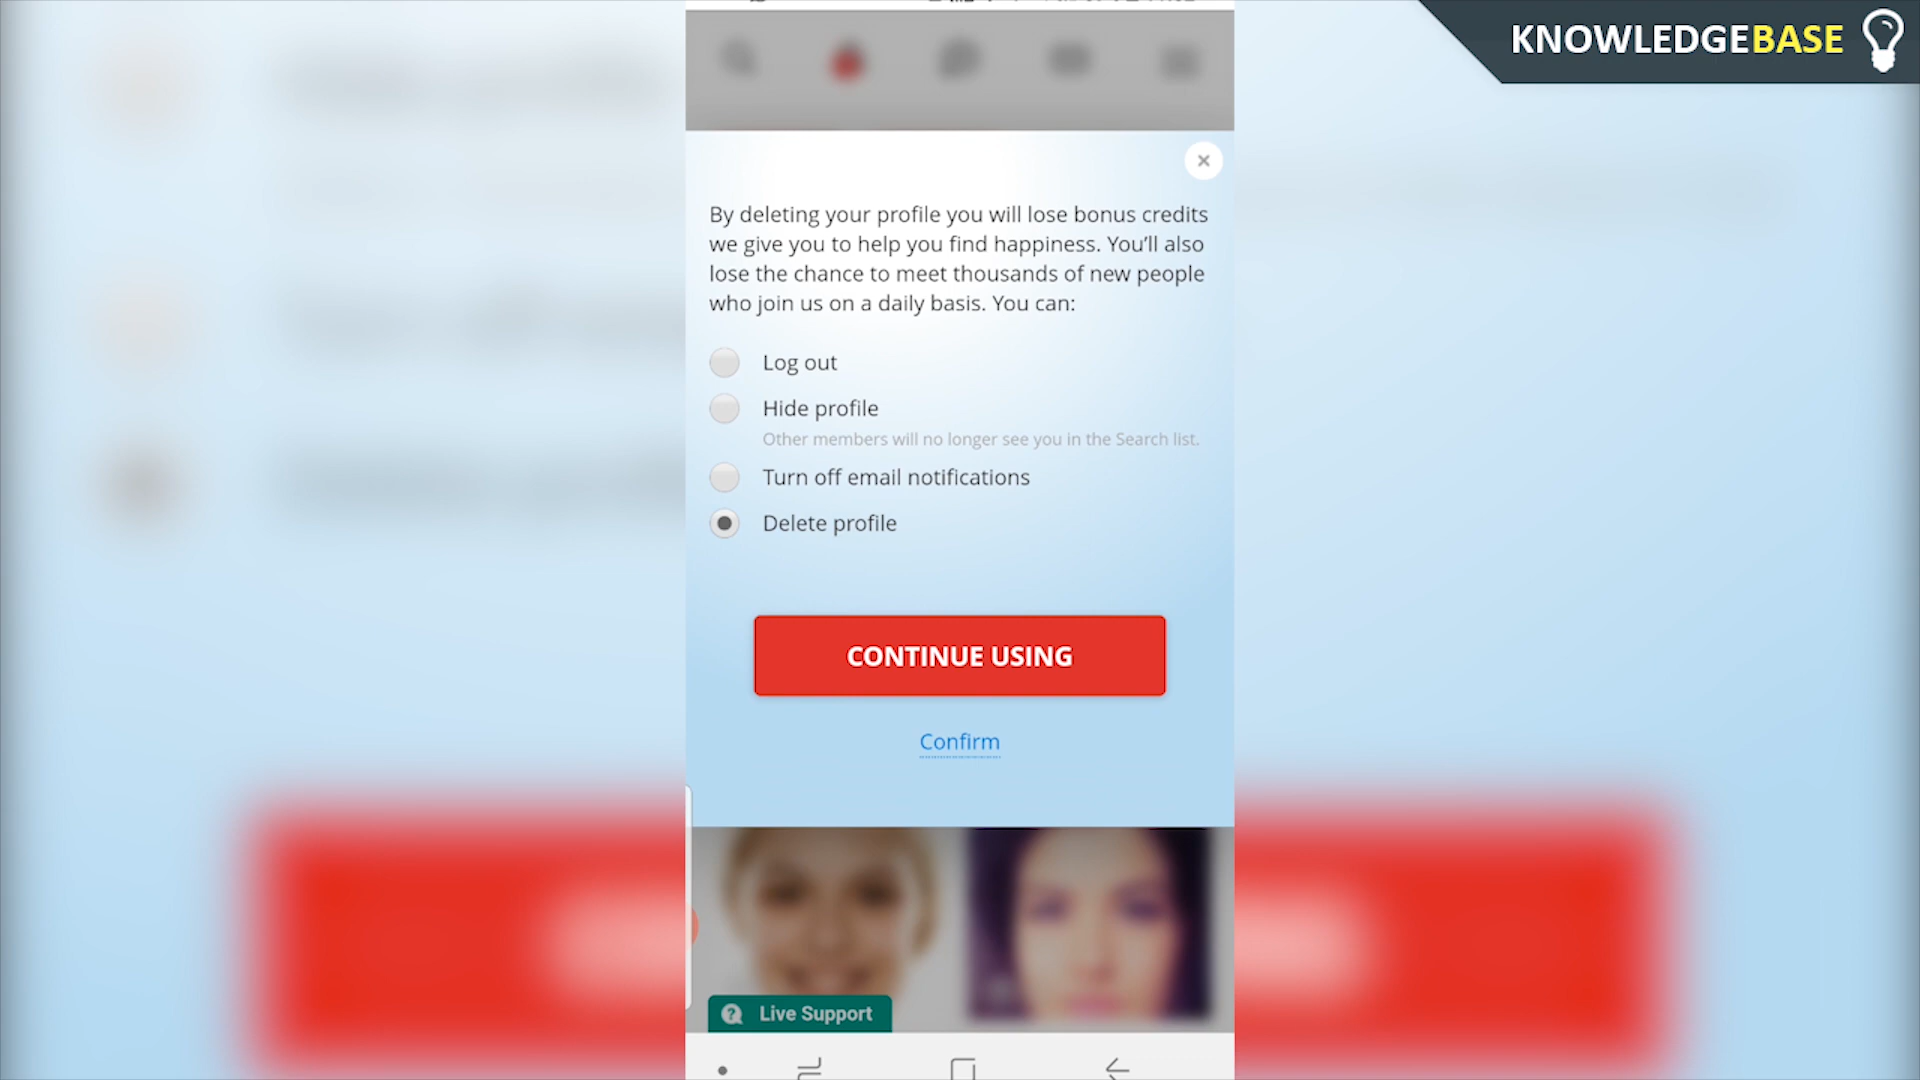 KNOWLEDGEBASE
By deleting your profile you will lose bonus credits
we give you to help you find happiness. You'll also
lose the chance to meet thousands of new people
who join us on a daily basis. You can:
Log out
Hide profile
Other members will no longer see you in the Search list.
Turn off email notifications
Delete profile
CONTINUE USING
Confirm
Live Support